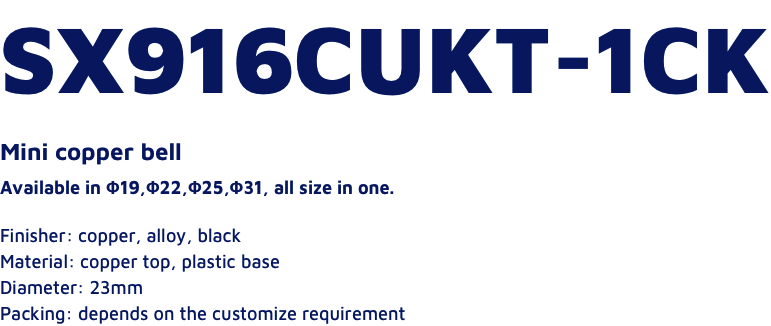 SX916CUKT-1CK
Mini copper bell
Available in Φ19,Φ22,Φ25,Φ31, all size in one.
Finisher: copper, alloy, black
Material: copper top, plastic base
Diameter: 23mm
Packing: depends on the customize requirement